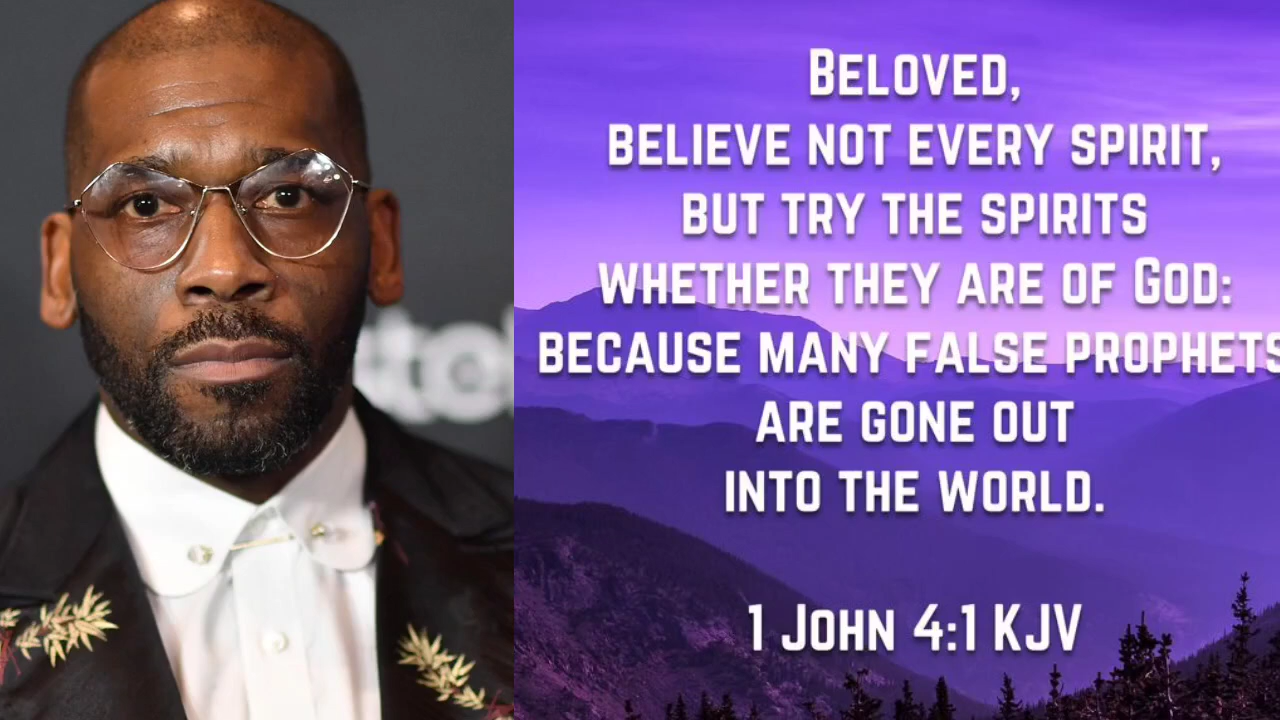 Beloved,
believe not every spirit,
but try the spirits
whether they are of God:
because many false prophets
are gone out
into the world.
1 John 4:1 KJV